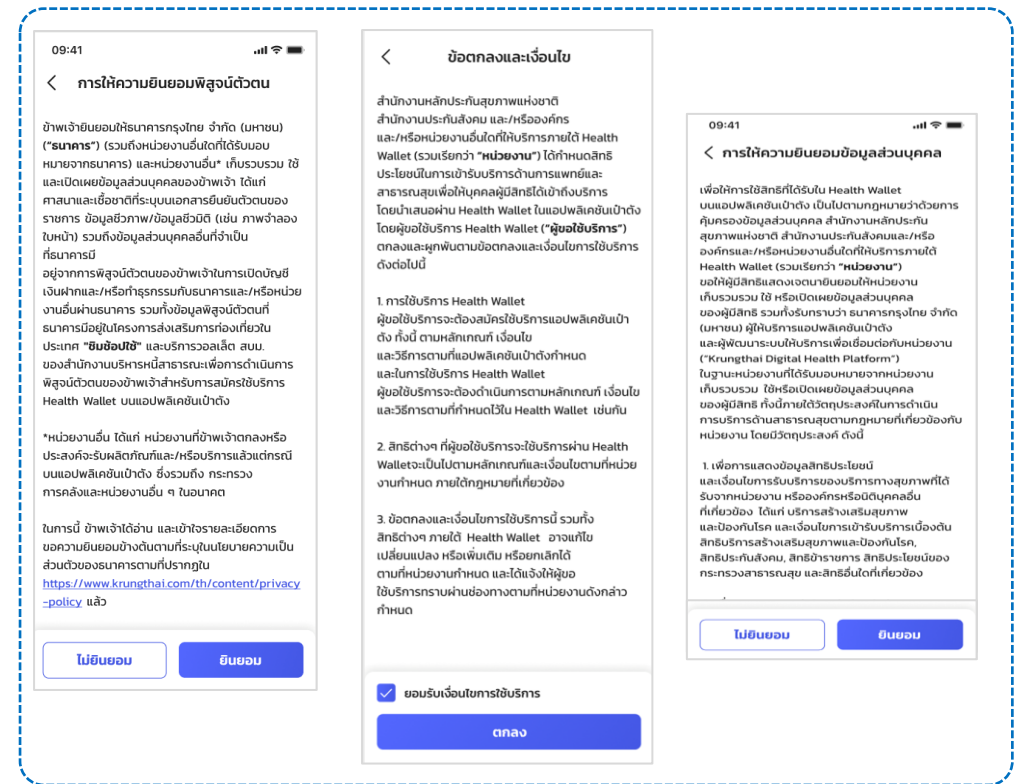 09:41
การให้ความยินยอมพิสูจน์ตัวตน
ข้าพเจ้ายินยอมให้ธนาคารกรุงไทย จำกัด (มหาชน)
("ธนาคาร") (รวมถึงหน่วยงานอื่นใดที่ได้รับมอบ
หมายจากธนาคาร) และหน่วยงานอื่น* เก็บรวบรวม ใช้
และเปิดเผยข้อมูลส่วนบุคคลของข้าพเจ้า ได้แก่
ศาสนาและเชื้อชาติที่ระบุบนเอกสารยืนยันตัวตนของ
ราชการ ข้อมูลชีวภาพ/ข้อมูลชีวมิติ (เช่น ภาพจำลอง
ใบหน้า) รวมถึงข้อมูลส่วนบุคคลอื่นที่จำเป็น
ที่ธนาคารมี
อยู่จากการพิสูจน์ตัวตนของข้าพเจ้าในการเปิดบัญชี
เงินฝากและ/หรือทำธุรกรรมกับธนาคารและ/หรือหน่วย
งานอื่นผ่านธนาคาร รวมทั้งข้อมูลพิสูจน์ตัวตนที่
ธนาคารมีอยู่ในโครงการส่งเสริมการท่องเที่ยวใน
ประเทศ "ชิมช้อปใช้" และบริการวอลเล็ต สบม.
ของสำนักงานบริหารหนี้สาธารณะเพื่อการดำเนินการ
พิสูจน์ตัวตนของข้าพเจ้าสำหรับการสมัครใช้บริการ
Health Wallet บนแอปพลิเคชันเป๋าตัง
*หน่วยงานอื่น ได้แก่ หน่วยงานที่ข้าพเจ้าตกลงหรือ
ประสงค์จะรับผลิตภัณฑ์และ/หรือบริการแล้วแต่กรณี
บนแอปพลิเคชันเป๋าตัง ซึ่งรวมถึง กระทรวง
การคลังและหน่วยงานอื่น ๆ ในอนาคต
ในการนี้ ข้าพเจ้าได้อ่าน และเข้าใจรายละเอียดการ
ขอความยินยอมข้างต้นตามที่ระบุในนโยบายความเป็น
ส่วนตัวของธนาคารตามที่ปรากฏใน
https://www.krungthai.com/th/content/privacy
-policy แล้ว
ไม่ยินยอม
ยินยอม
ข้อตกลงและเงื่อนไข
สำนักงานหลักประกันสุขภาพแห่งชาติ
สำนักงานประกันสังคม และ/หรือองค์กร
และ/หรือหน่วยงานอื่นใดที่ให้บริการภายใต้ Health
Wallet (รวมเรียกว่า "หน่วยงาน") ได้กำหนดสิทธิ
ประโยชน์ในการเข้ารับบริการด้านการแพทย์และ
สาธารณสุขเพื่อให้บุคคลผู้มีสิทธิได้เข้าถึงบริการ
โดยนำเสนอผ่าน Health Wallet ในแอปพลิเคชันเป๋าตัง
โดยผู้ขอใช้บริการ Health Wallet ("ผู้ขอใช้บริการ")
ตกลงและผูกพันตามข้อตกลงและเงื่อนไขการใช้บริการ
ดังต่อไปนี้
1. การใช้บริการ Health Wallet
ผู้ขอใช้บริการจะต้องสมัครใช้บริการแอปพลิเคชันเป๋า
ตัง ทั้งนี้ ตามหลักเกณฑ์ เงื่อนไข
และวิธีการตามที่แอปพลิเคชันเป๋าตังกำหนด
และในการใช้บริการ Health Wallet
ผู้ขอใช้บริการจะต้องดำเนินการตามหลักเกณฑ์ เงื่อนไข
และวิธีการตามที่กำหนดไว้ใน Health Wallet เช่นกัน
2. สิทธิต่างๆ ที่ผู้ขอใช้บริการจะใช้บริการผ่าน Health
Walletจะเป็นไปตามหลักเกณฑ์และเงื่อนไขตามที่หน่วย
งานกำหนด ภายใต้กฎหมายที่เกี่ยวข้อง
3. ข้อตกลงและเงื่อนไขการใช้บริการนี้ รวมทั้ง
สิทธิต่างๆ ภายใต้ Health Wallet อาจแก้ไข
เปลี่ยนแปลง หรือเพิ่มเติม หรือยกเลิกได้
ตามที่หน่วยงานกำหนด และได้แจ้งให้ผู้ขอ
ใช้บริการทราบผ่านช่องทางตามที่หน่วยงานดังกล่าว
กำหนด
ยอมรับเงื่อนไขการใช้บริการ
ตกลง
09:41
การให้ความยินยอมข้อมูลส่วนบุคคล
เพื่อให้การใช้สิทธิที่ได้รับใน Health Wallet
บนแอปพลิเคชันเป๋าตัง เป็นไปตามกฎหมายว่าด้วยการ
คุ้มครองข้อมูลส่วนบุคคล สำนักงานหลักประกัน
สุขภาพแห่งชาติ สำนักงานประกันสังคมและ/หรือ
องค์กรและ/หรือหน่วยงานอื่นใดที่ให้บริการภายใต้
Health Wallet (รวมเรียกว่า "หน่วยงาน")
ขอให้ผู้มีสิทธิแสดงเจตนายินยอมให้หน่วยงาน
เก็บรวบรวม ใช้ หรือเปิดเผยข้อมูลส่วนบุคคล
ของผู้มีสิทธิ รวมทั้งรับทราบว่า ธนาคารกรุงไทย จำกัด
(มหาชน) ผู้ให้บริการแอปพลิเคชันเป๋าตัง
และผู้พัฒนาระบบให้บริการเพื่อเชื่อมต่อกับหน่วยงาน
("Krungthai Digital Health Platform")
ในฐานะหน่วยงานที่ได้รับมอบหมายจากหน่วยงาน
เก็บรวบรวม ใช้หรือเปิดเผยข้อมูลส่วนบุคคล
ของผู้มีสิทธิ ทั้งนี้ภายใต้วัตถุประสงค์ในการดำเนิน
การบริการด้านสาธารณสุขตามกฎหมายที่เกี่ยวข้องกับ
หน่วยงาน โดยมีวัตถุประสงค์ ดังนี้
1. เพื่อการแสดงข้อมูลสิทธิประโยชน์
และเงื่อนไขการรับบริการของบริการทางสุขภาพที่ได้
รับจากหน่วยงาน หรือองค์กรหรือนิติบุคคลอื่น
ที่เกี่ยวข้อง ได้แก่ บริการสร้างเสริมสุขภาพ
และป้องกันโรค และเงื่อนไขการเข้ารับบริการเบื้องต้น
สิทธิบริการสร้างเสริมสุขภาพและป้องกันโรค,
สิทธิประกันสังคม, สิทธิข้าราชการ สิทธิประโยชน์ของ
กระทรวงสาธารณสุข และสิทธิอื่นใดที่เกี่ยวข้อง
ไม่ยินยอม
ยินยอม